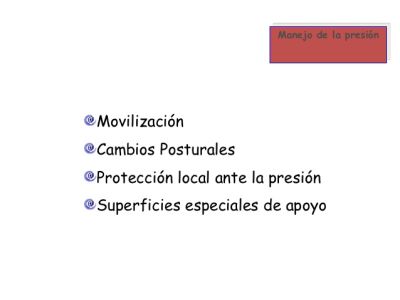 Manejo de la presión
Movilización
Cambios Posturales
Protección local ante la presión
Superficies especiales de apoyo